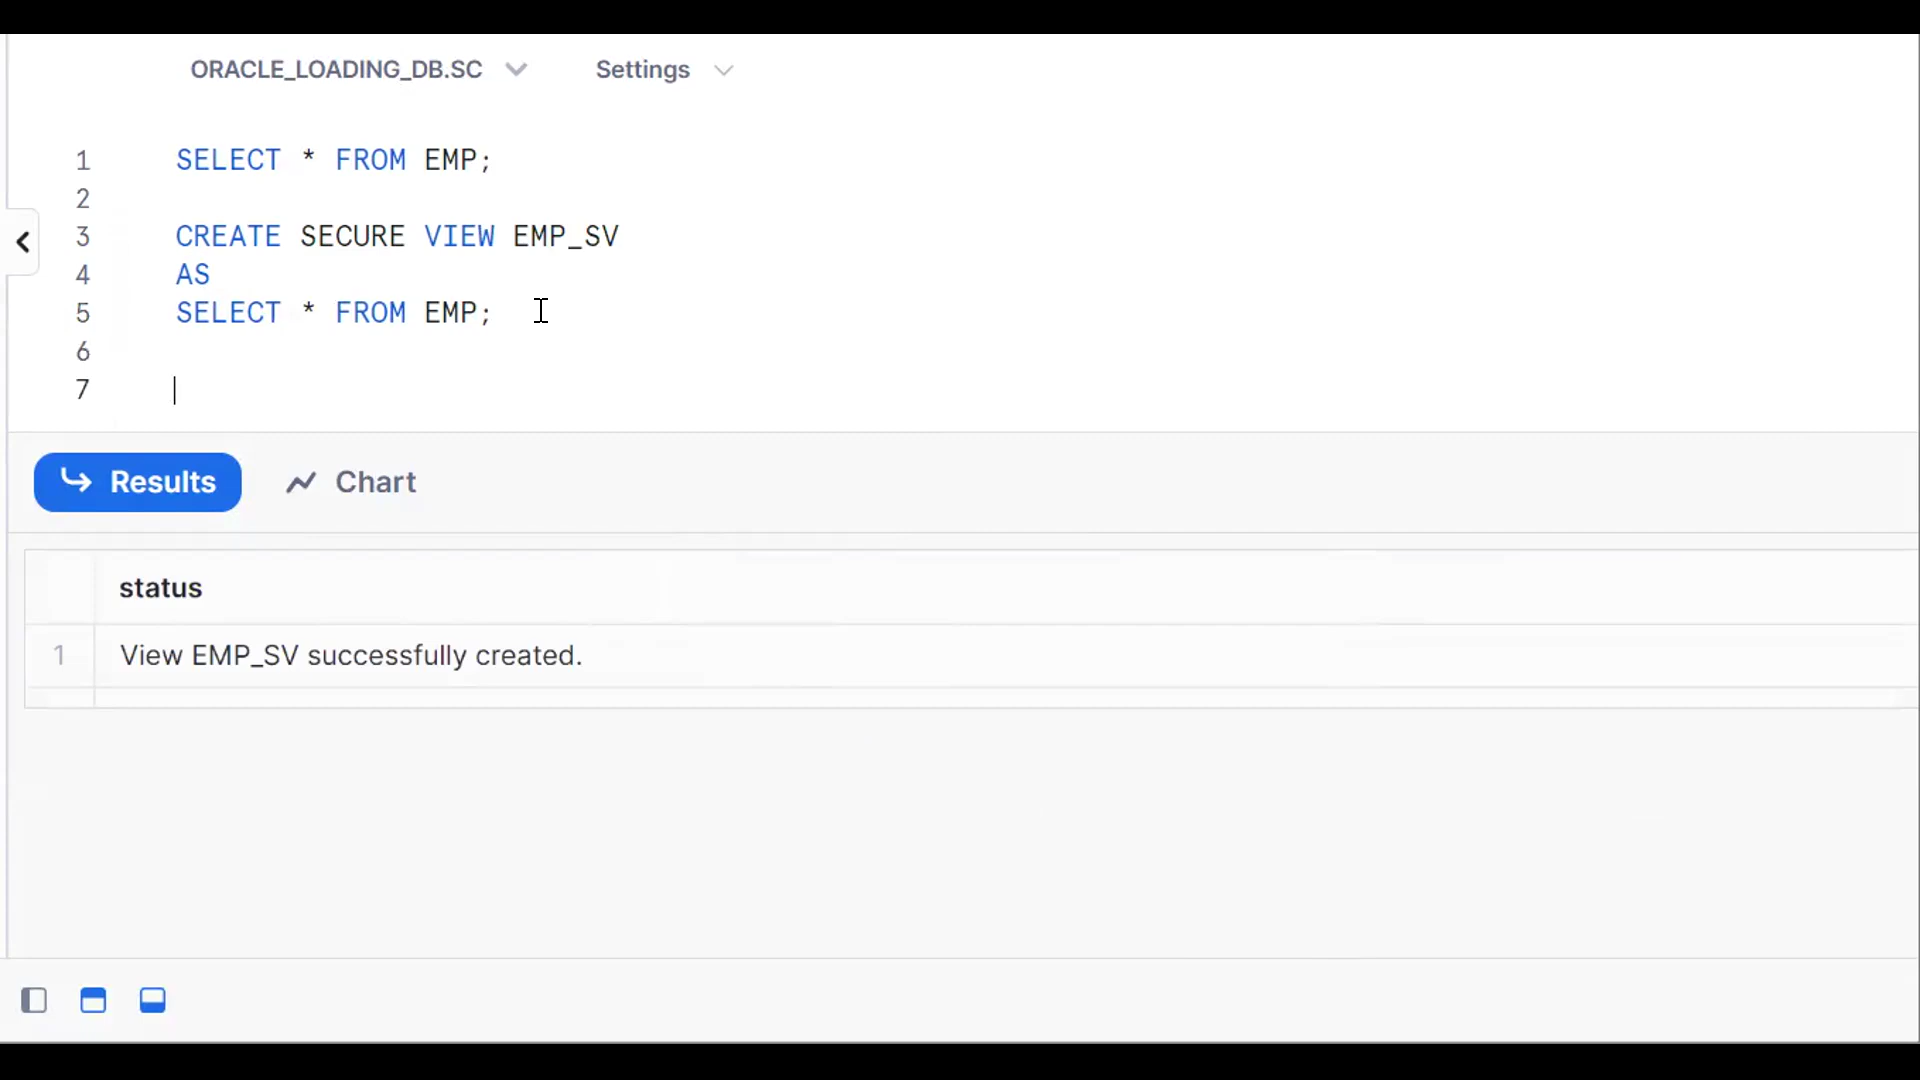 ORACLE_LOADING_DB.SC Settings
1 SELECT * FROM EMP;
2
3 CREATE SECURE VIEW EMP_SV
4 AS
5 SELECT * FROM EMP;
6
7
Results Chart
status
1 View EMP_SV successfully created.